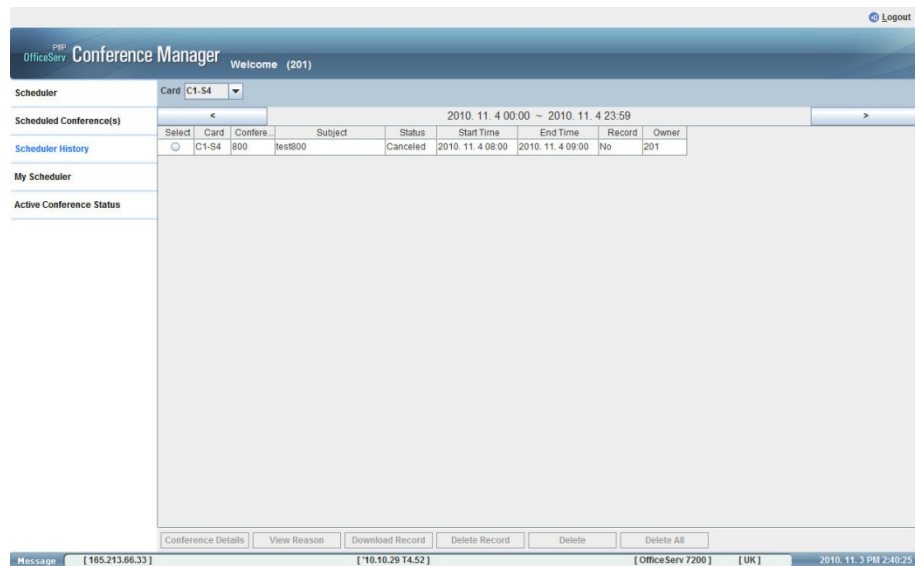 Logout
PWP
OfficeServ Conference Manager Welcome (201)
Scheduler
Scheduled Conference(s)
Scheduler History
My Scheduler
Active Conference Status
Card C1-S4
< 2010. 11. 4 00:00 ~ 2010. 11. 4 23:59 >
Select Card Confere... Subject Status Start Time End Time Record Owner
C1-S4 800 test800 Canceled 2010. 11. 4 08:00 2010. 11. 4 09:00 No 201
Conference Details View Reason Download Record Delete Record Delete Delete All
Message [ 165.213.66.33 ] [ '10.10.29 T4.52 ] [ OfficeServ 7200 ] [ UK ] 2010. 11. 3 PM 2:40:25